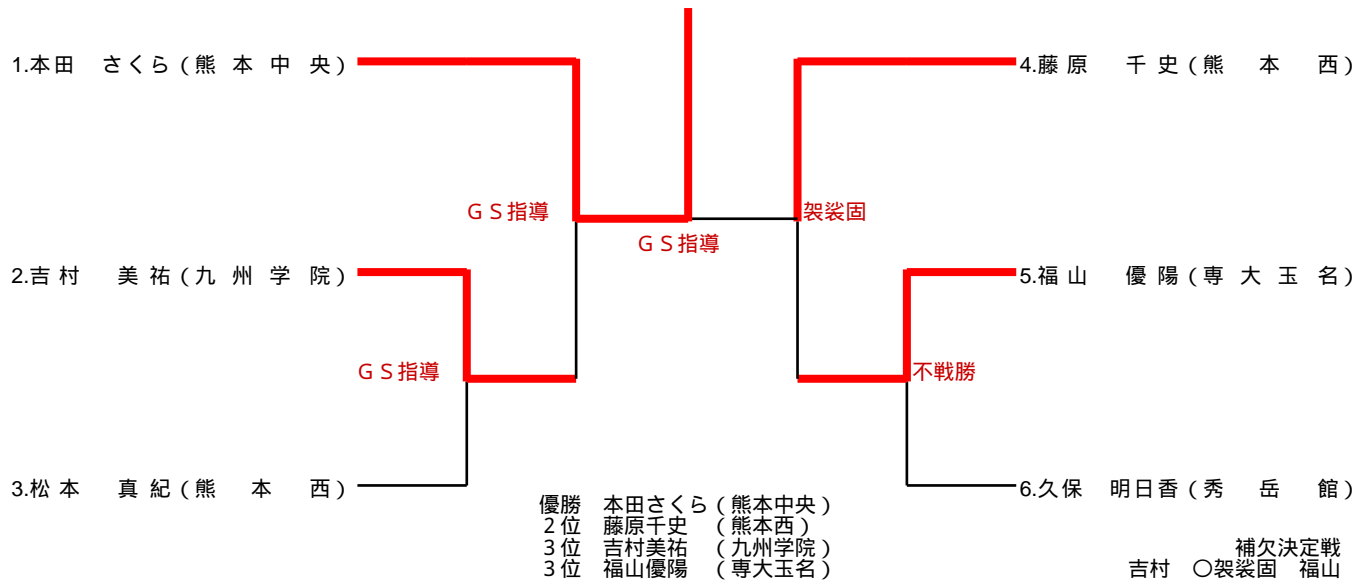 1.本田　さくら（熊本中央）
4.藤原　千史（熊本西）
ＧＳ指導
袈裟固
ＧＳ指導
2.吉村　美祐（九州学院）
5.福山　優陽（専大玉名）
ＧＳ指導
不戦勝
3.松本　真紀（熊本西）
6.久保　明日香（秀岳館）
優勝　本田さくら（熊本中央）
２位　藤原千史　（熊本西）
３位　吉村美祐　（九州学院）
３位　福山優陽　（専大玉名）
補欠決定戦
吉村　○袈裟固　福山